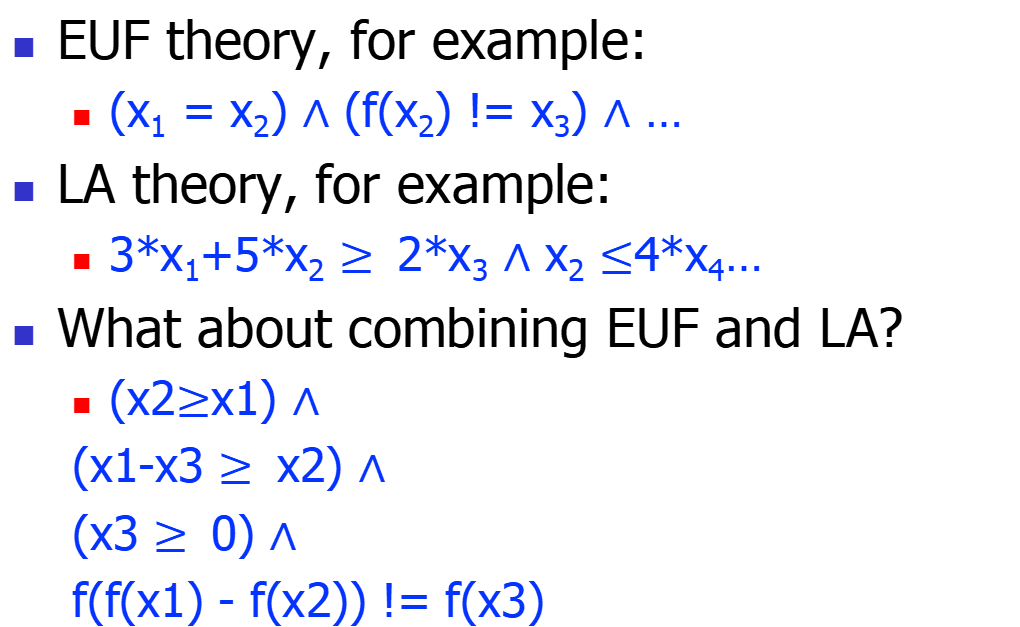 EUF theory, for example:
(x₁ = x₂) ∧ (f(x₂) != x₃) ∧ …
LA theory, for example:
3*x₁+5*x₂ ≥ 2*x₃ ∧ x₂ ≤4*x₄…
What about combining EUF and LA?
(x2≥x1) ∧
(x1-x3 ≥ x2) ∧
(x3 ≥ 0) ∧
f(f(x1) - f(x2)) != f(x3)